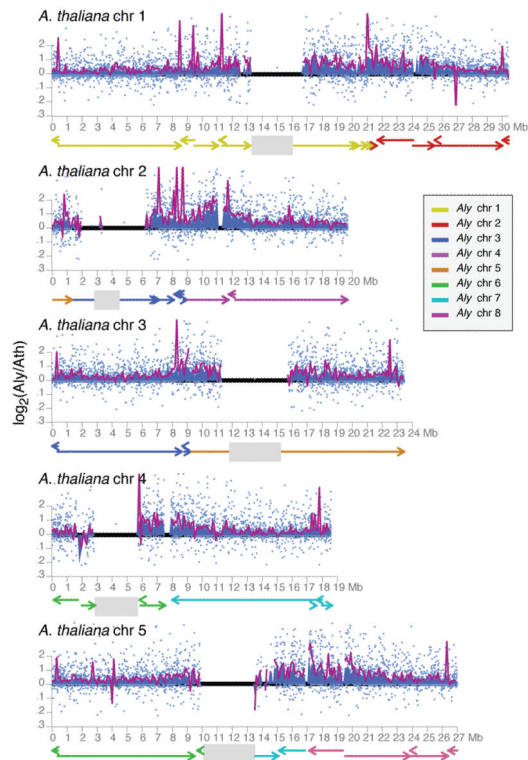 A. thaliana chr 1
2
1
0
.1
.2
.3
0 1 2 3 4 5 6 7 8 9 10 11 12 13 14 15 16 17 18 19 20 21 22 23 24 25 26 27 28 29 30 Mb
A. thaliana chr 2
2
1
0
.1
.2
.3
0 1 2 3 4 5 6 7 8 9 10 11 12 13 14 15 16 17 18 19 20 Mb
Aly chr 1
Aly chr 2
Aly chr 3
Aly chr 4
Aly chr 5
Aly chr 6
Aly chr 7
Aly chr 8
log2(Aly/Ath)
A. thaliana chr 3
2
1
0
.1
.2
3
0 1 2 3 4 5 6 7 8 9 10 11 12 13 14 15 16 17 18 19 20 21 22 23 24 Mb
A. thaliana chr 4
2
1
0
.1
.2
3
0 1 2 3 4 5 6 7 8 9 10 11 12 13 14 15 16 17 18 19 Mb
A. thaliana chr 5
2
1
0
.1
.2
.3
0 1 2 3 4 5 6 7 8 9 10 11 12 13 14 15 16 17 18 19 20 21 22 23 24 25 26 27 Mb